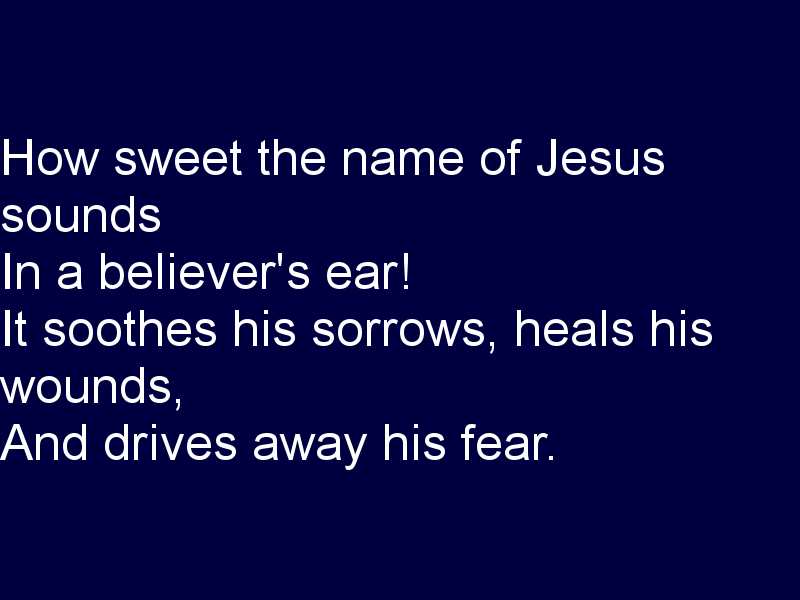 How sweet the name of Jesus
sounds
In a believer's ear!
It soothes his sorrows, heals his
wounds,
And drives away his fear.